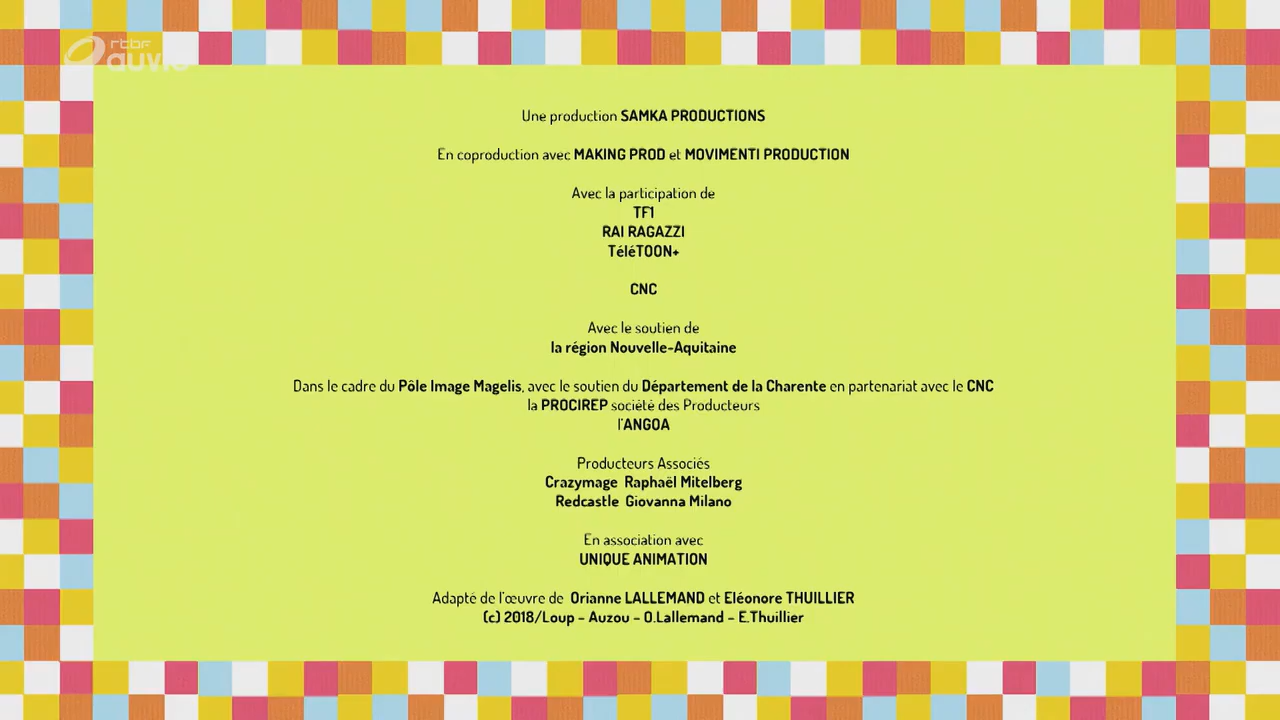 rtbf
auvio
Une production SAMKA PRODUCTIONS
En coproduction avec MAKING PROD et MOVIMENTI PRODUCTION
Avec la participation de
TF1
RAI RAGAZZI
TéléTOON+
CNC
Avec le soutien de
la région Nouvelle-Aquitaine
Dans le cadre du Pôle Image Magelis, avec le soutien du Département de la Charente en partenariat avec le CNC
la PROCIREP société des Producteurs
l'ANGOA
Producteurs Associés
Crazymage Raphaël Mitelberg
Redcastle Giovanna Milano
En association avec
UNIQUE ANIMATION
Adapté de l'œuvre de Orianne LALLEMAND et Eléonore THUILLIER
(c) 2018/Loup - Auzou - O.Lallemand - E.Thuillier